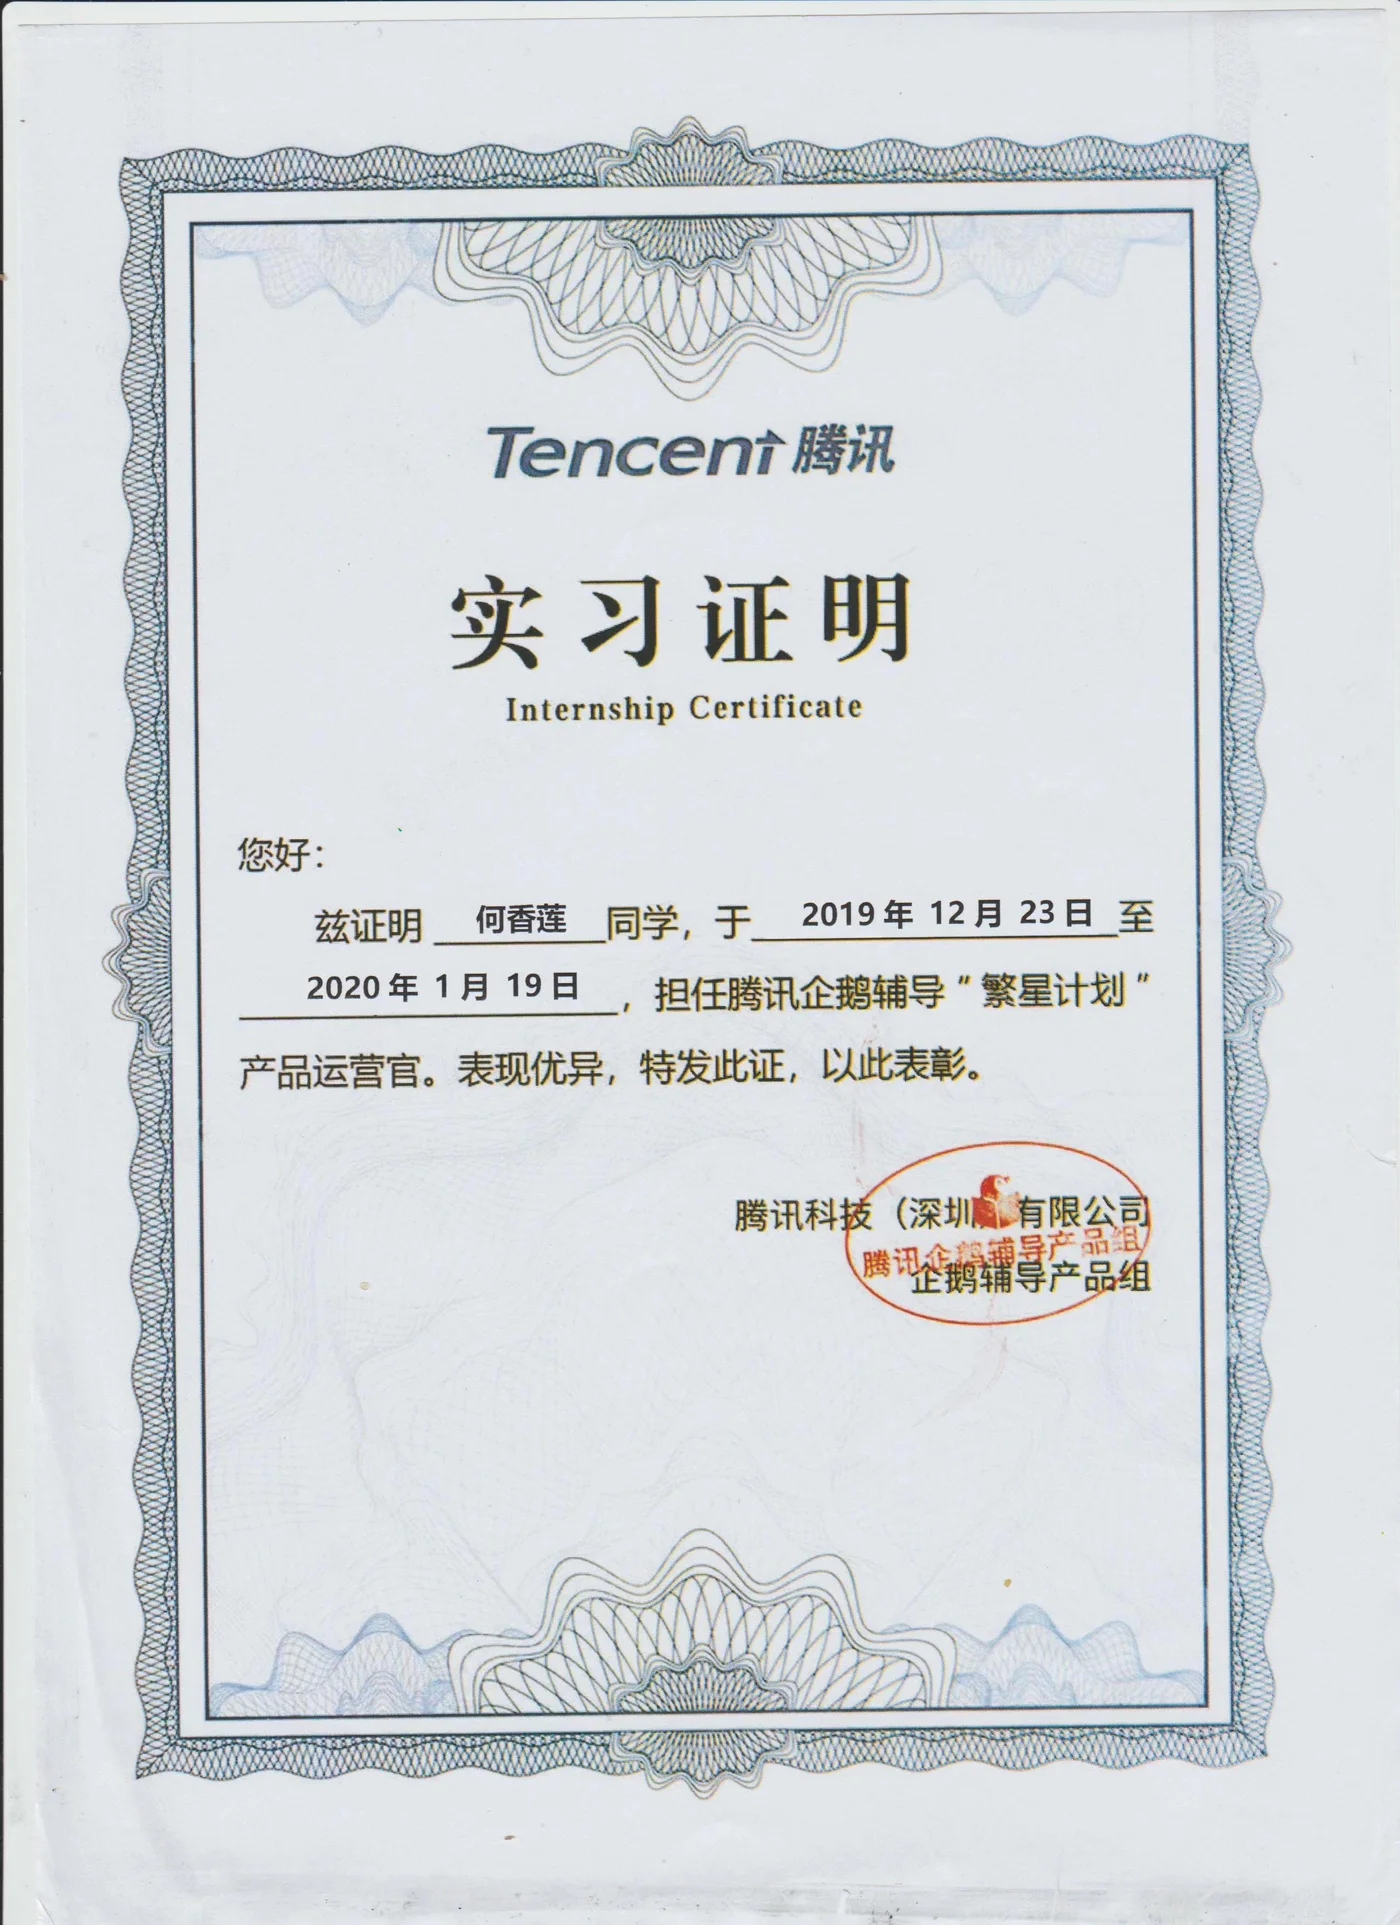 Tencent 腾讯
实习证明
Internship Certificate
您好：
兹证明 何香莲 同学，于 2019 年 12 月 23 日 至
2020 年 1 月 19 日 ，担任腾讯企鹅辅导“繁星计划”
产品运营官。表现优异，特发此证，以此表彰。
腾讯科技（深圳）有限公司
腾讯企鹅辅导产品组
企鹅辅导产品组